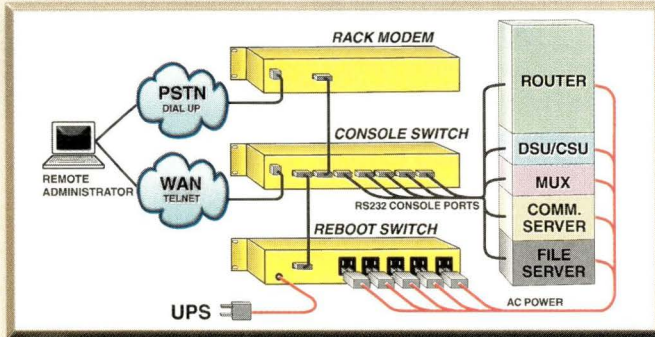 RACK MODEM
PSTN
DIAL UP
ROUTER
CONSOLE SWITCH
REMOTE
ADMINISTRATOR
WAN
TELNET
DSU/CSU
MUX
RS232 CONSOLE PORTS
COMM.
SERVER
REBOOT SWITCH
FILE
SERVER
AC POWER
UPS